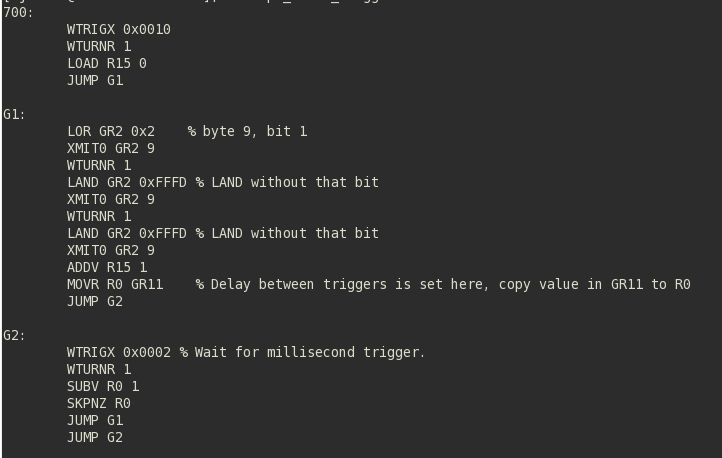 700:
WTRIGX 0x0010
WTURNR 1
LOAD R15 0
JUMP G1
G1:
LOR GR2 0x2 % byte 9, bit 1
XMIT0 GR2 9
WTURNR 1
LAND GR2 0xFFFD % LAND without that bit
XMIT0 GR2 9
WTURNR 1
LAND GR2 0xFFFD % LAND without that bit
XMIT0 GR2 9
ADDV R15 1
MOVR R0 GR11 % Delay between triggers is set here, copy value in GR11 to R0
JUMP G2
G2:
WTRIGX 0x0002 % Wait for millisecond trigger.
WTURNR 1
SUBV R0 1
SKPNZ R0
JUMP G1
JUMP G2